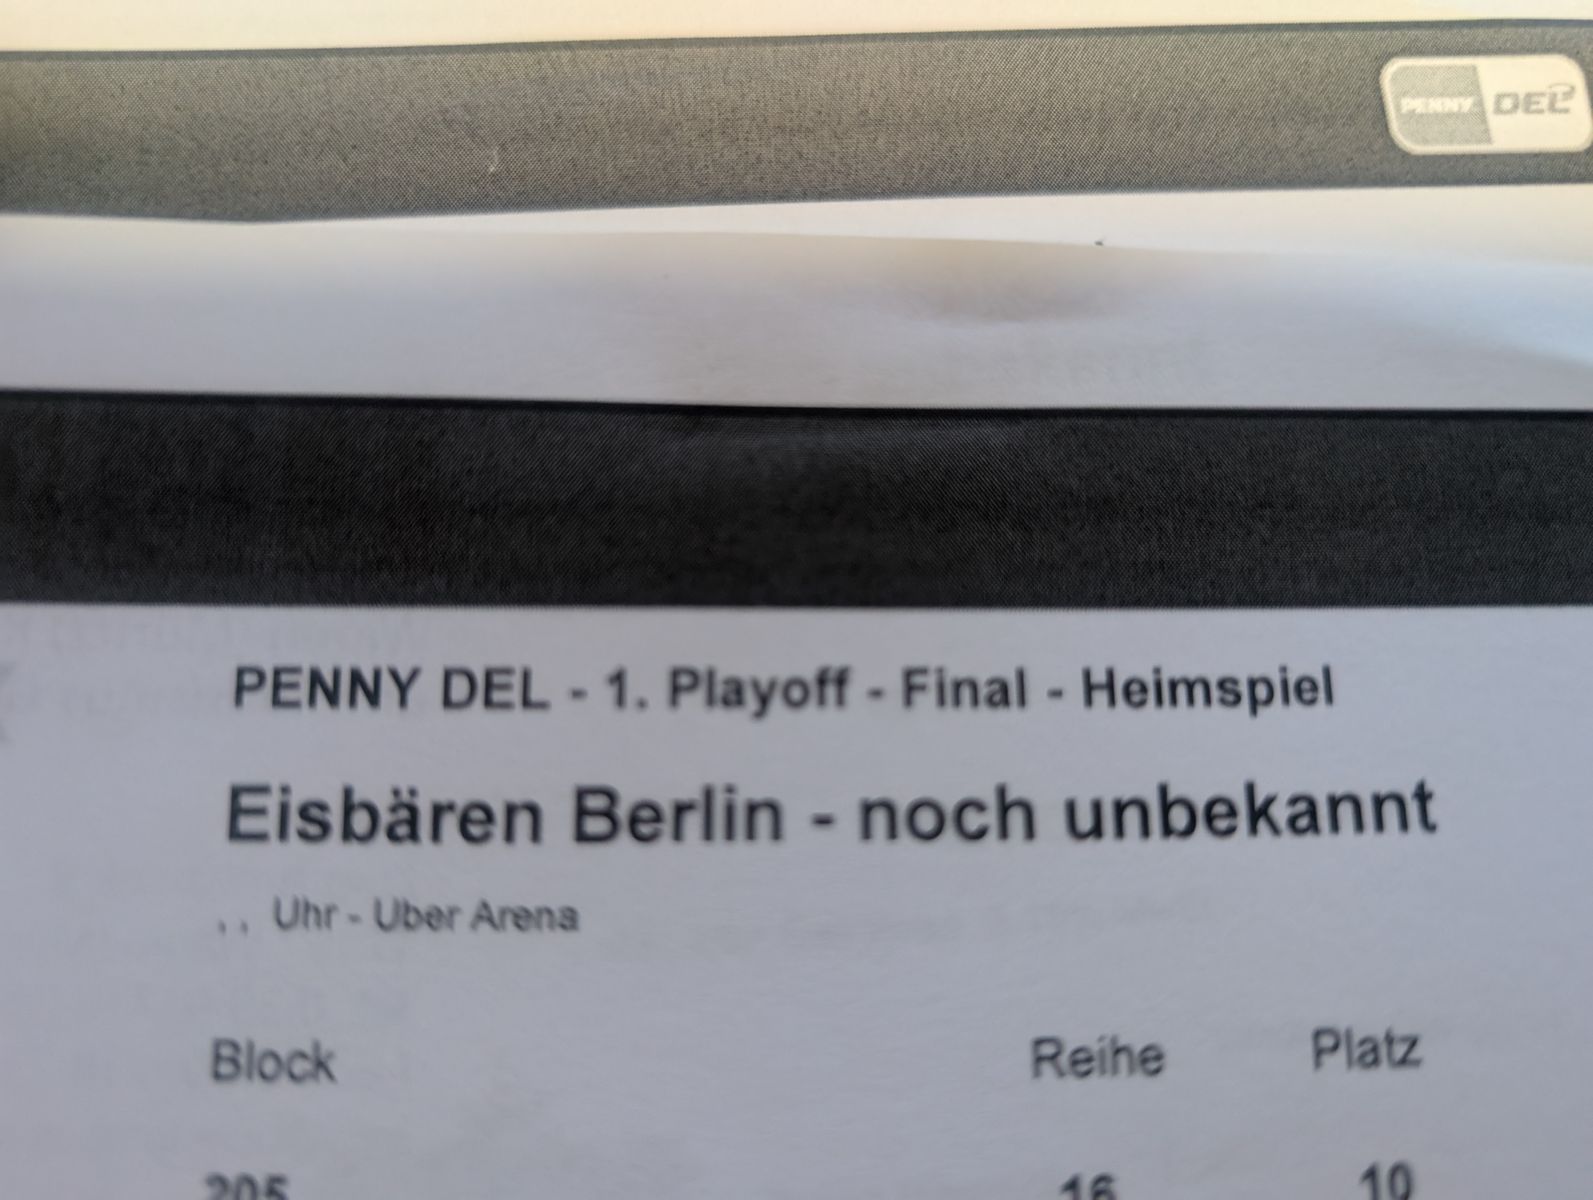 PENNY DEL
PENNY DEL - 1. Playoff - Final - Heimspiel
Eisbären Berlin - noch unbekannt
, , Uhr - Uber Arena
Block Reihe Platz
205 16 10